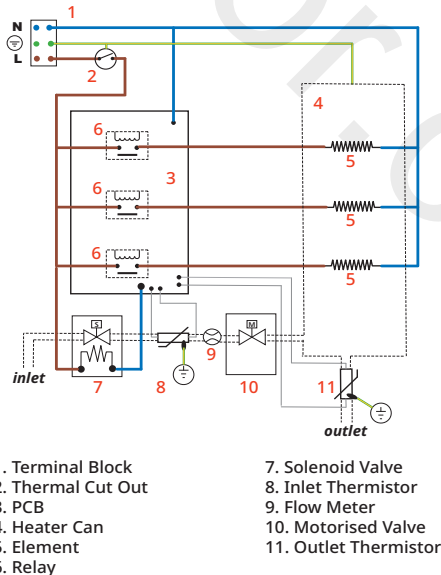 1
N
L
2
4
6
5
3
6
5
6
5
S
M
9
inlet
7
8
10
11
outlet
. Terminal Block
2. Thermal Cut Out
3. PCB
4. Heater Can
5. Element
6. Relay
7. Solenoid Valve
8. Inlet Thermistor
9. Flow Meter
10. Motorised Valve
11. Outlet Thermistor